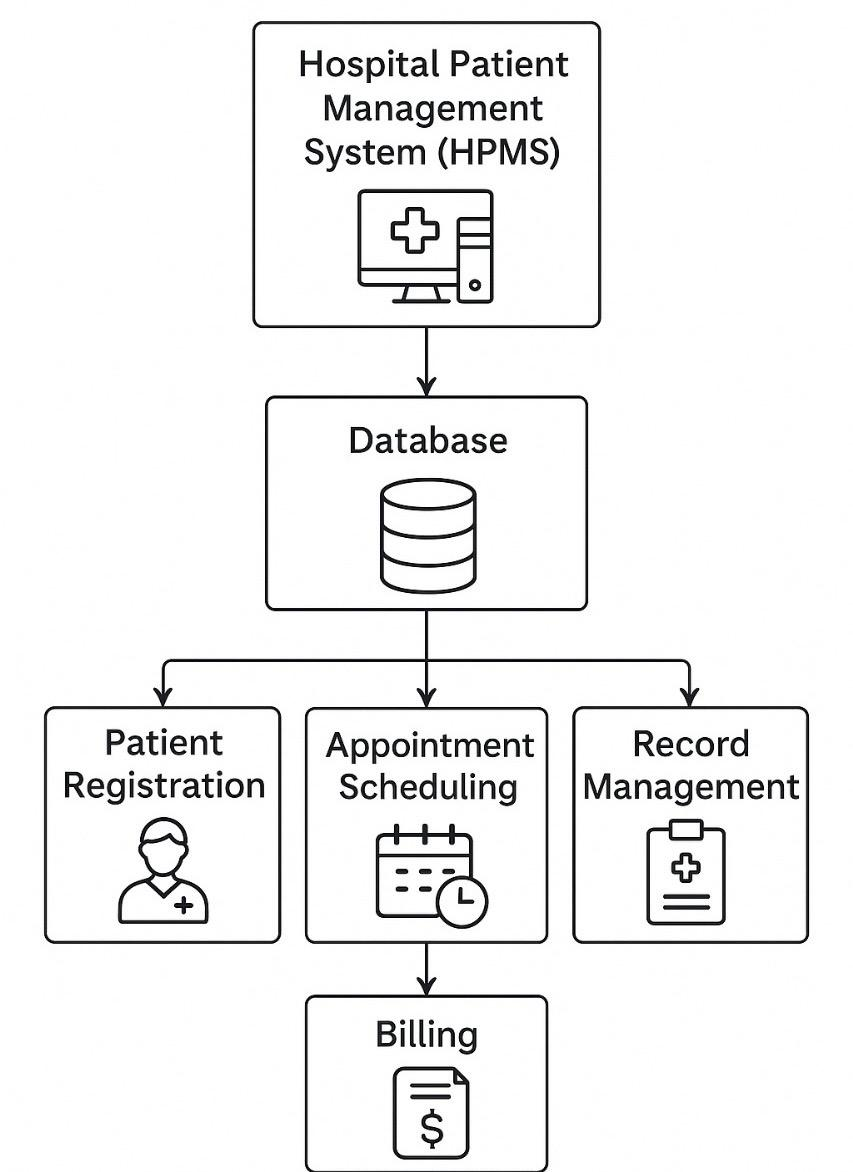 Hospital Patient
Management
System (HPMS)
Database
Patient
Registration
Appointment
Scheduling
Record
Management
Billing
$